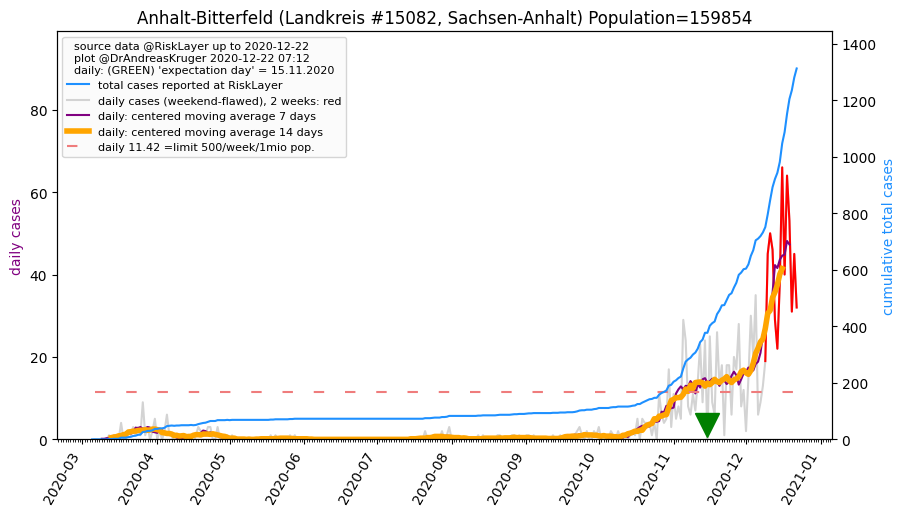 Anhalt-Bitterfeld (Landkreis #15082, Sachsen-Anhalt) Population=159854
source data @RiskLayer up to 2020-12-22
plot @DrAndreasKruger 2020-12-22 07:12
daily: (GREEN) 'expectation day' = 15.11.2020
total cases reported at RiskLayer
daily cases (weekend-flawed), 2 weeks: red
daily: centered moving average 7 days
daily: centered moving average 14 days
daily 11.42 =limit 500/week/1mio pop.
daily cases
80
60
40
20
0
cumulative total cases
1400
1200
1000
800
600
400
200
0
2020-03
2020-04
2020-05
2020-06
2020-07
2020-08
2020-09
2020-10
2020-11
2020-12
2021-01